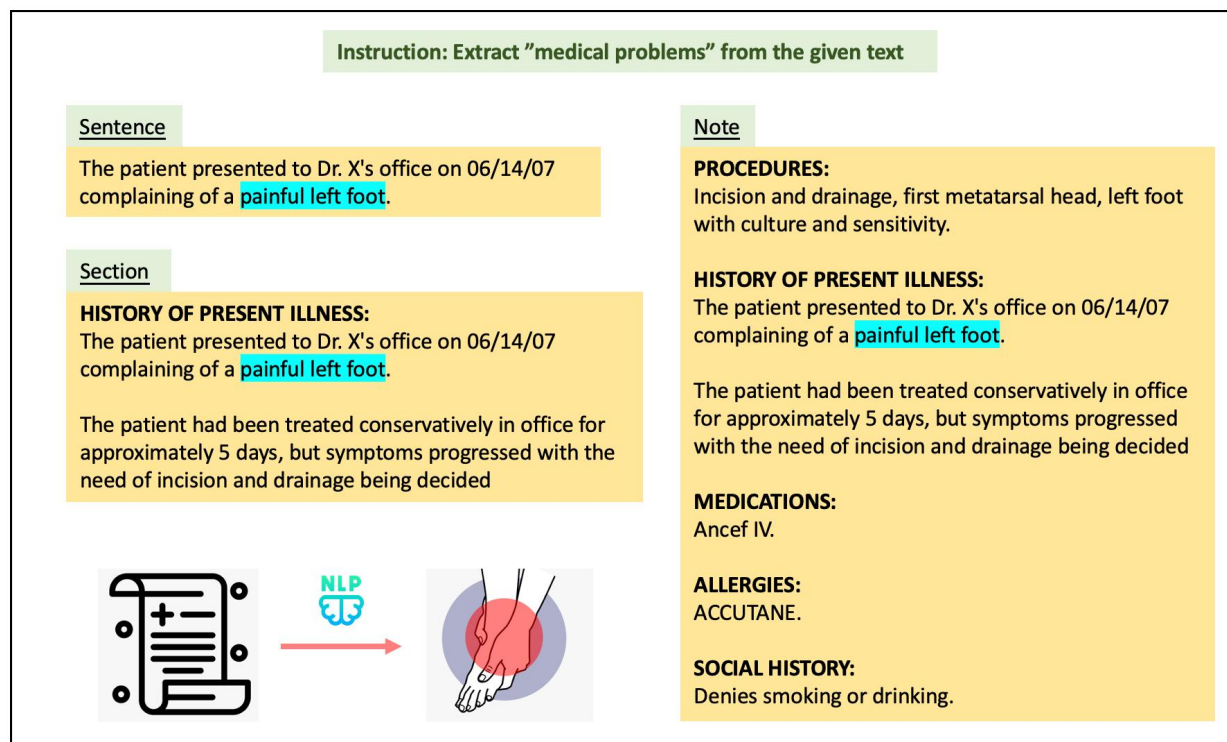 Instruction: Extract ”medical problems” from the given text
Sentence
The patient presented to Dr. X's office on 06/14/07
complaining of a painful left foot.
Section
HISTORY OF PRESENT ILLNESS:
The patient presented to Dr. X's office on 06/14/07
complaining of a painful left foot.
The patient had been treated conservatively in office for
approximately 5 days, but symptoms progressed with the
need of incision and drainage being decided
NLP
Note
PROCEDURES:
Incision and drainage, first metatarsal head, left foot
with culture and sensitivity.
HISTORY OF PRESENT ILLNESS:
The patient presented to Dr. X's office on 06/14/07
complaining of a painful left foot.
The patient had been treated conservatively in office
for approximately 5 days, but symptoms progressed
with the need of incision and drainage being decided
MEDICATIONS:
Ancef IV.
ALLERGIES:
ACCUTANE.
SOCIAL HISTORY:
Denies smoking or drinking.